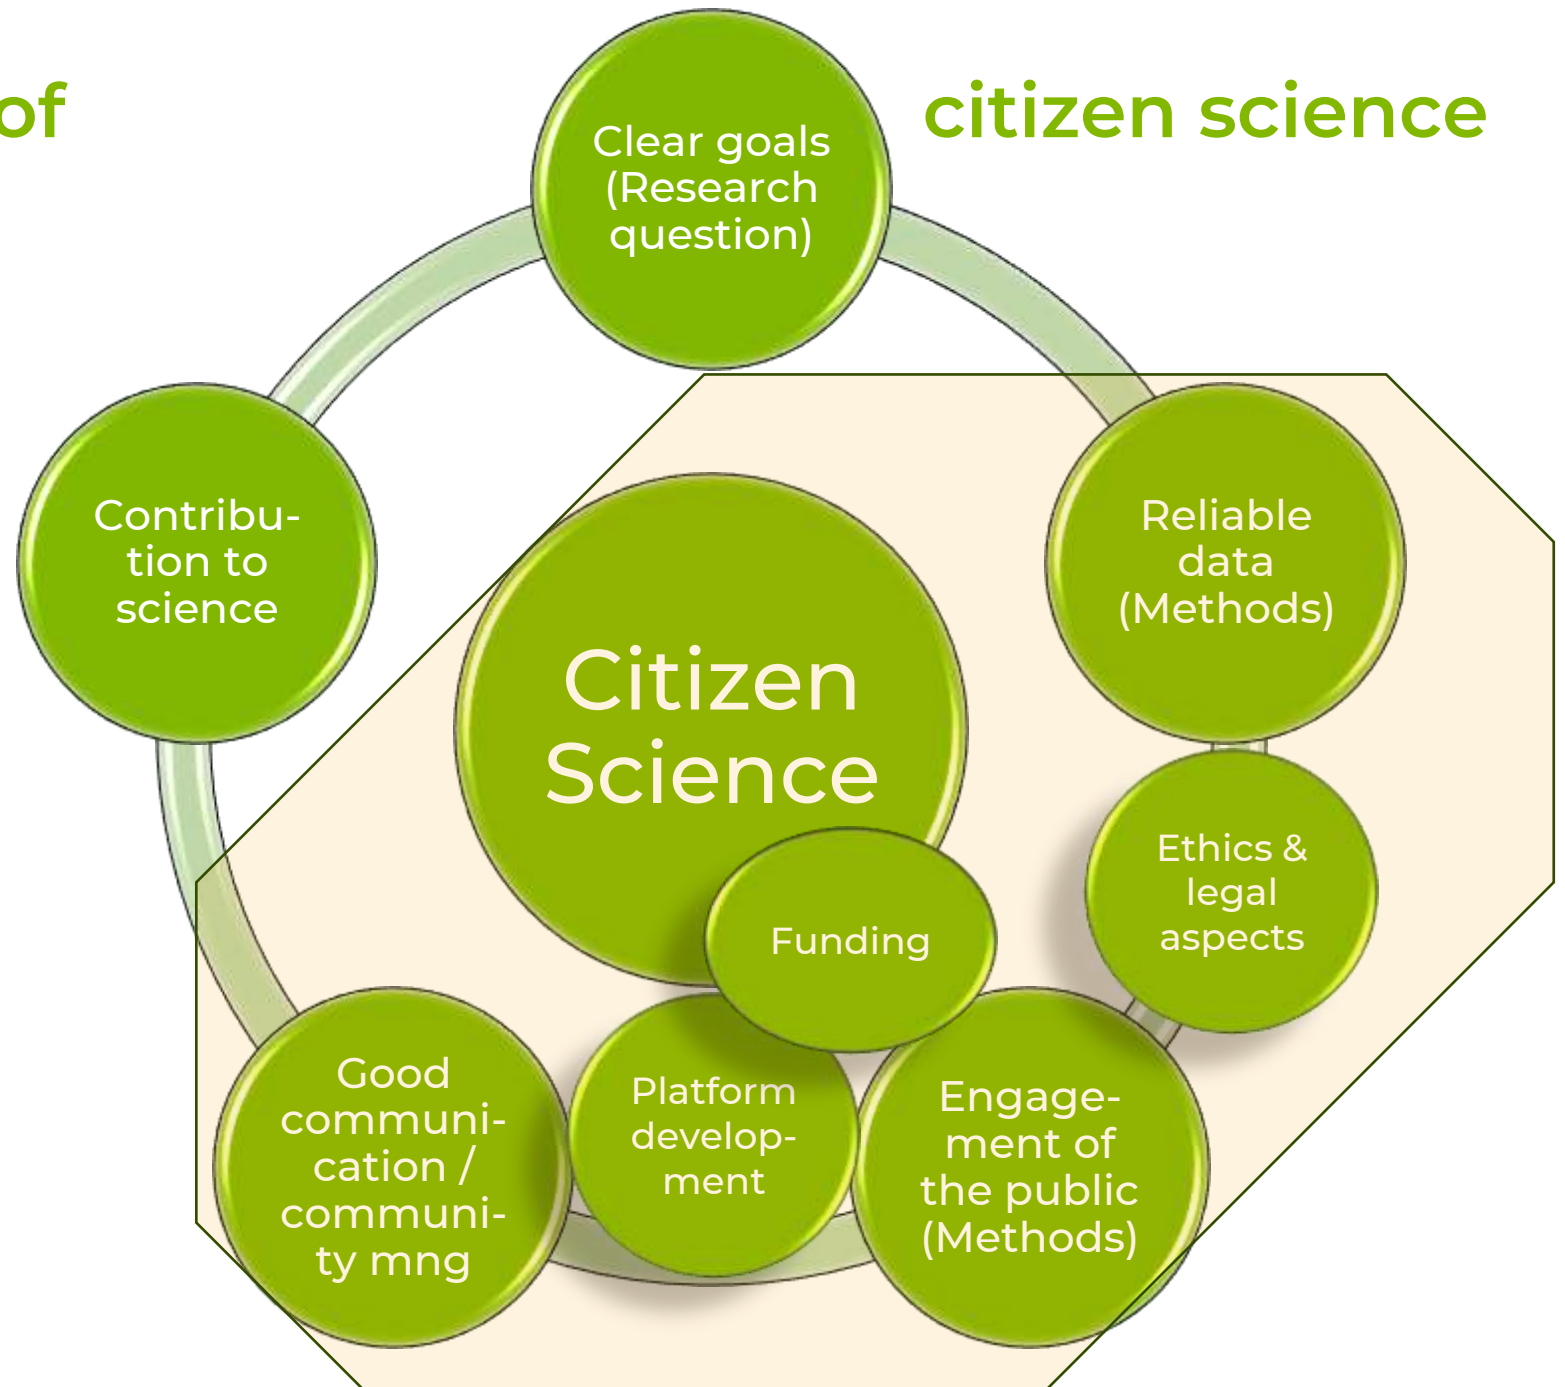 of citizen science
Clear goals
(Research
question)
Contribu-
tion to
science
Reliable
data
(Methods)
Citizen
Science
Ethics &
legal
aspects
Funding
Good
communi-
cation /
communi-
ty mng
Platform
develop-
ment
Engage-
ment of
the public
(Methods)